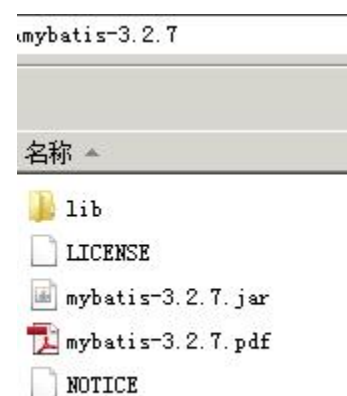 mybatis-3.2.7
名称
lib
LICENSE
mybatis-3.2.7.jar
mybatis-3.2.7.pdf
NOTICE